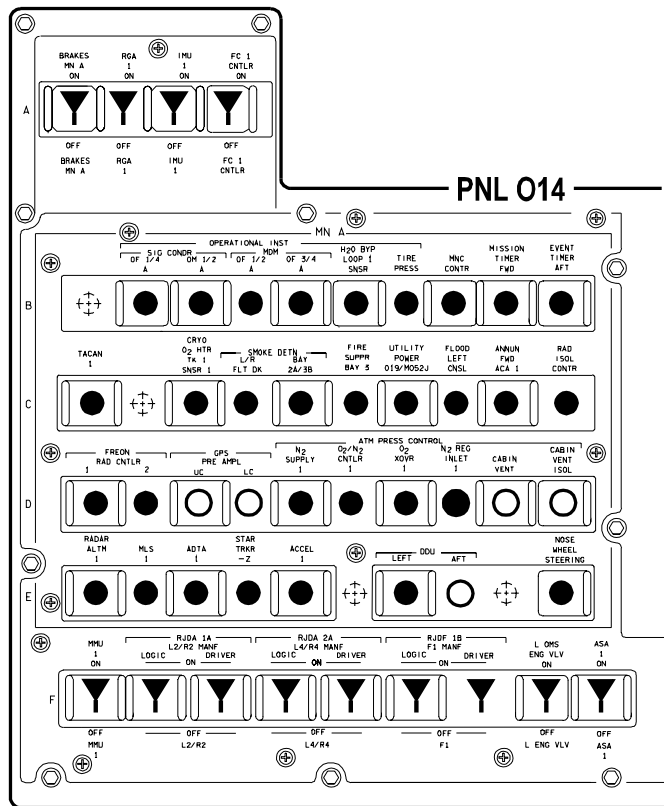 BRAKES RGA IMU FC 1
MN A 1 1 CNTLR
ON ON ON ON
A
OFF OFF OFF OFF
BRAKES RGA IMU FC 1
MN A 1 1 CNTLR
PNL O14
MN A
OPERATIONAL INST
SIG CONDR MDM H2O BYP MISSION EVENT
OF 1/4 OM 1/2 OF 1/2 OF 3/4 LOOP 1 TIRE MNC TIMER TIMER
A A A A SNSR PRESS CONTR FWD AFT
B
CRYO
TACAN O2 HTR SMOKE DETN FIRE UTILITY FLOOD ANNUN RAD
1 TK 1 L/R BAY SUPPR POWER LEFT FWD ISOL
SNSR 1 FLT DK 2A/3B BAY 3 O19/MO52J CNSL ACA 1 CONTR
C
ATM PRESS CONTROL
FREON GPS N2 O2/N2 O2 N2 REG CABIN
RAD CNTLR PRE AMPL SUPPLY CNTLR XOVR INLET CABIN VENT
1 2 UC LC 1 1 1 1 VENT ISOL
D
RADAR STAR NOSE
ALTM MLS ADTA TRKR ACCEL DDU WHEEL
1 1 1 -Z 1 LEFT AFT STEERING
E
MMU RJDA 1A RJDA 2A RJDF 1B L OMS ASA
1 L2/R2 MANF L4/R4 MANF F1 MANF ENG VLV 1
ON LOGIC ON DRIVER LOGIC ON DRIVER LOGIC ON DRIVER ON ON
F
OFF OFF OFF OFF OFF OFF
MMU L2/R2 L4/R4 F1 L ENG VLV ASA
1 1